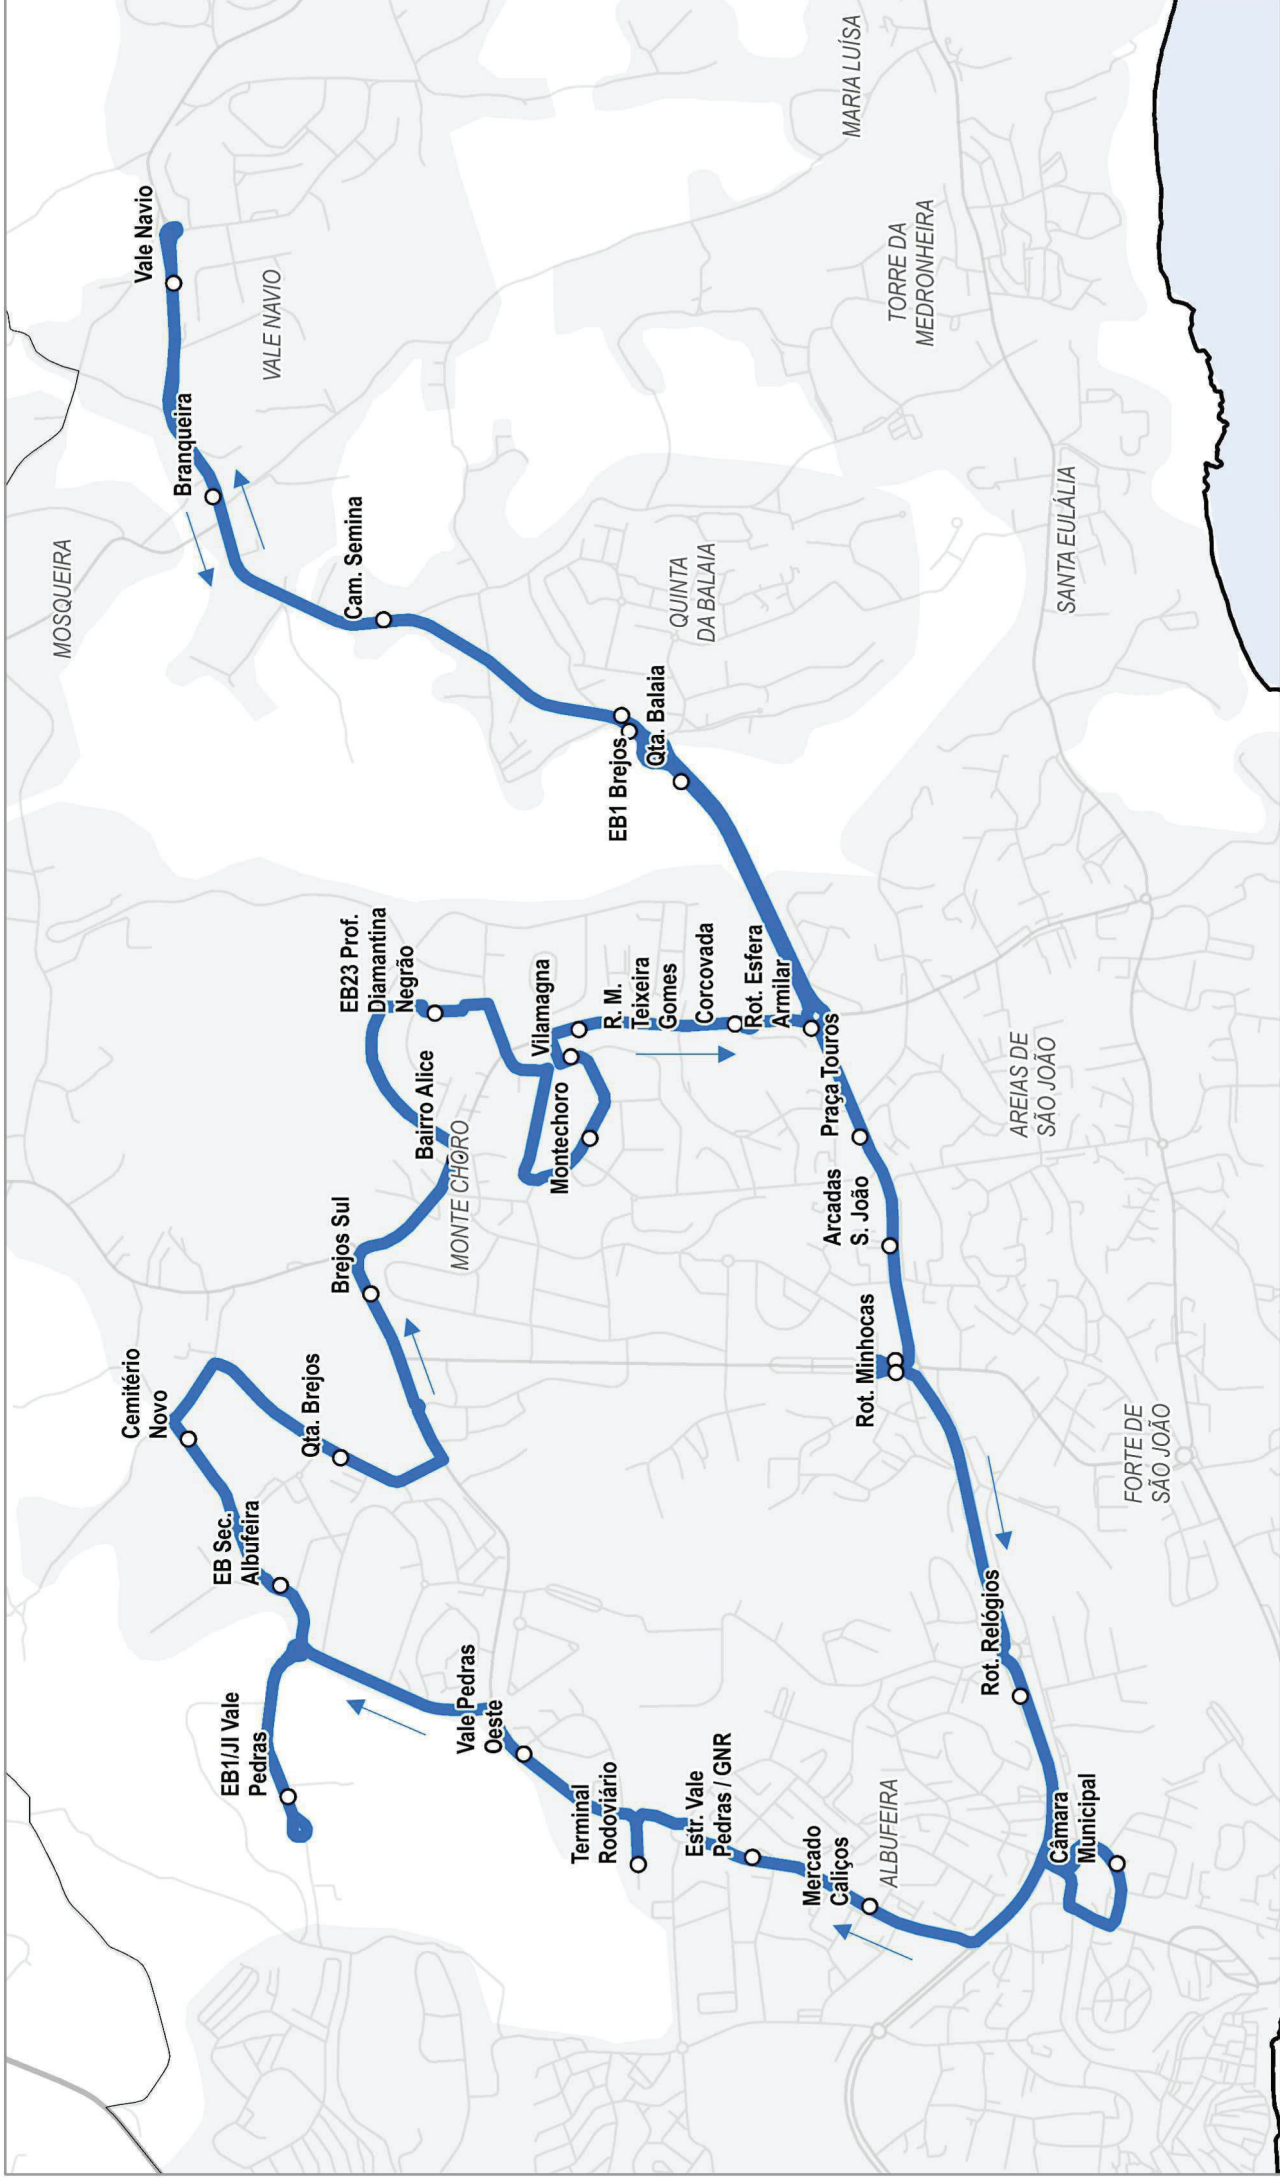 MOSQUEIRA
Vale Navio
VALE NAVIO
Branqueira
MARIA LUÍSA
TORRE DA
MEDRONHEIRA
Cam. Semina
QUINTA
DA BALAIA
SANTA EULÁLIA
EB1 Brejos
Qta. Balaia
EB23 Prof.
Diamantina
Negrão
Bairro Alice
MONTE CHORO
Vilamagna
Montechoro
R. M.
Teixeira
Gomes
Corcovada
Rot. Esfera
Armilar
Praça Touros
AREIAS DE
SÃO JOÃO
Arcadas
S. João
Brejos Sul
Cemitério
Novo
Qta. Brejos
Rot. Minhocas
FORTE DE
SÃO JOÃO
EB Sec.
Albufeira
Rot. Relógios
EB1/JI Vale
Pedras
Vale Pedras
Oeste
Terminal
Rodoviário
Estr. Vale
Pedras / GNR
Mercado
Caliços
ALBUFEIRA
Câmara
Municipal